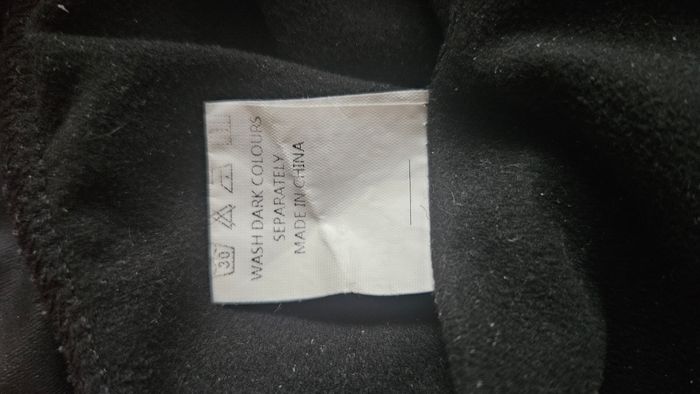 30
WASH DARK COLOURS
SEPARATELY
MADE IN CHINA